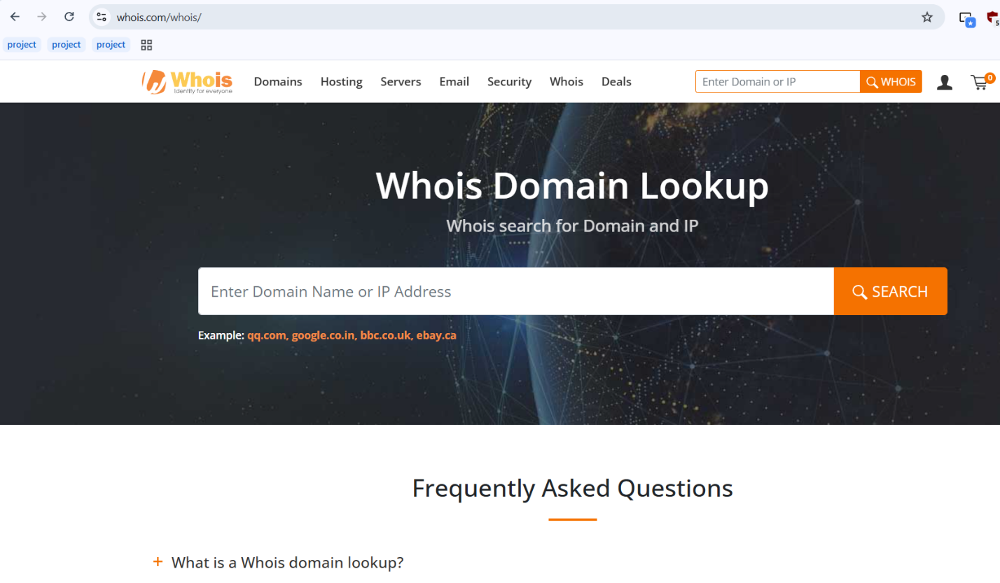 whois.com/whois/
5
project project project
Whois
Identity for everyone
Domains Hosting Servers Email Security Whois Deals
Enter Domain or IP
WHOIS
0
Whois Domain Lookup
Whois search for Domain and IP
Enter Domain Name or IP Address
SEARCH
Example: qq.com, google.co.in, bbc.co.uk, ebay.ca
Frequently Asked Questions
+ What is a Whois domain lookup?